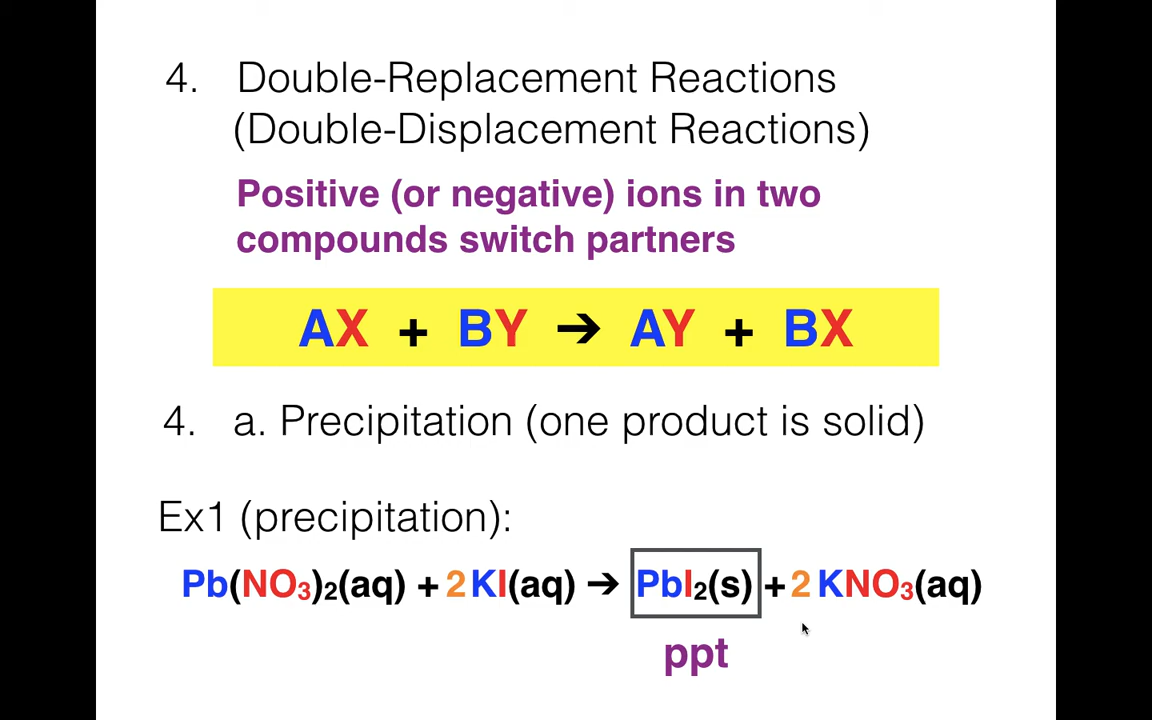 4. Double-Replacement Reactions
(Double-Displacement Reactions)
Positive (or negative) ions in two
compounds switch partners
AX + BY → AY + BX
4. a. Precipitation (one product is solid)
Ex1 (precipitation):
Pb(NO₃)₂(aq) + 2 KI(aq) → PbI₂(s) + 2 KNO₃(aq)
ppt